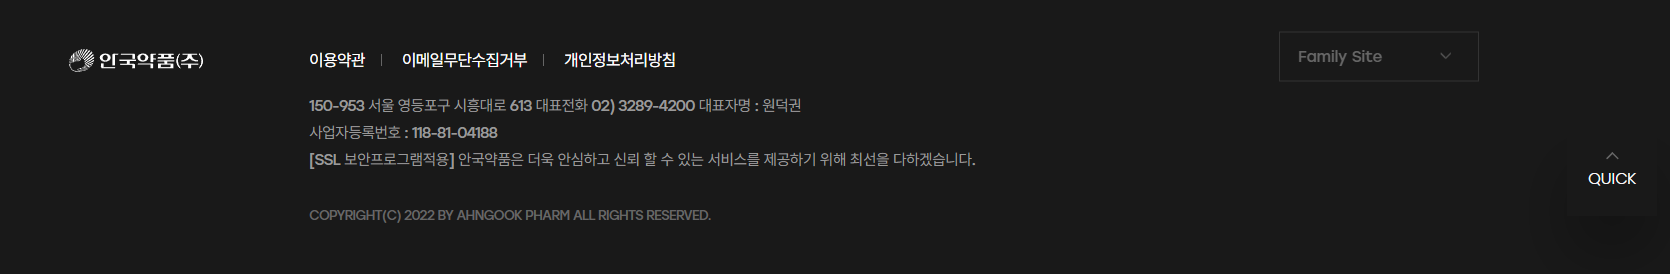 안국약품(주)
이용약관 | 이메일무단수집거부 | 개인정보처리방침
Family Site
150-953 서울 영등포구 시흥대로 613 대표전화 02) 3289-4200 대표자명 : 원덕권
사업자등록번호 : 118-81-04188
[SSL 보안프로그램적용] 안국약품은 더욱 안심하고 신뢰 할 수 있는 서비스를 제공하기 위해 최선을 다하겠습니다.
QUICK
COPYRIGHT(C) 2022 BY AHNGOOK PHARM ALL RIGHTS RESERVED.